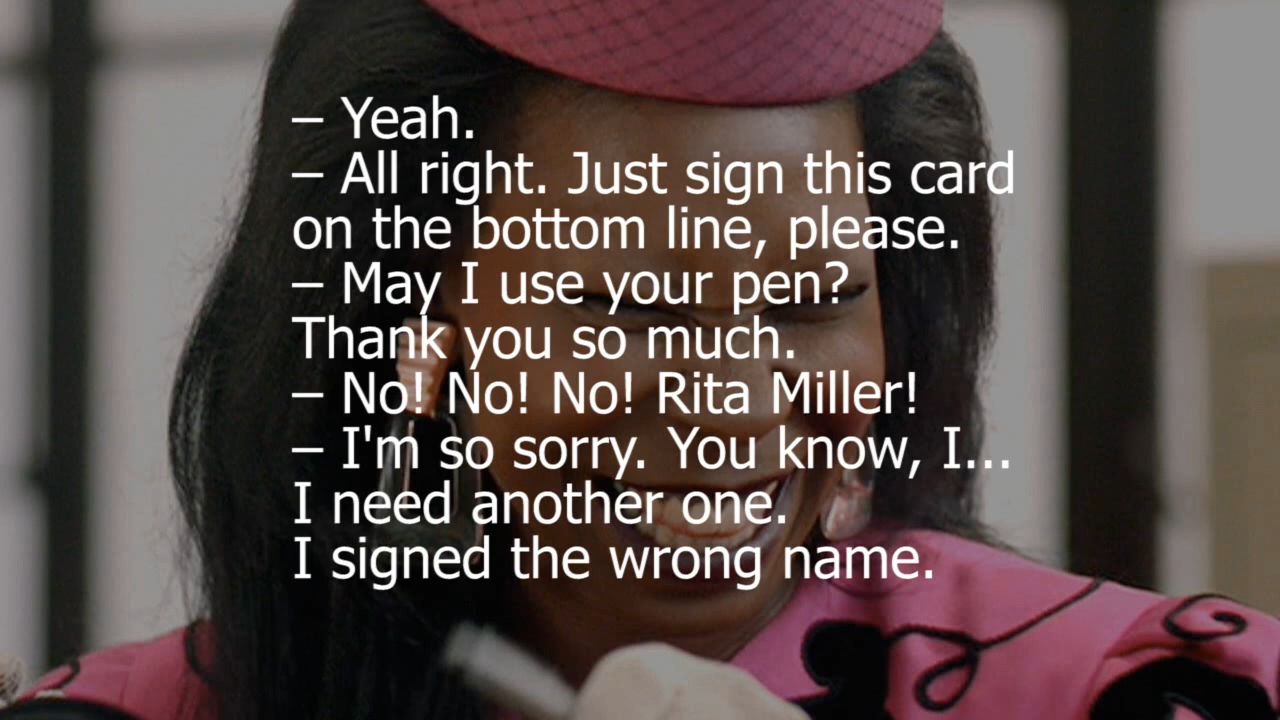 – Yeah.
– All right. Just sign this card
on the bottom line, please.
– May I use your pen?
Thank you so much.
– No! No! No! Rita Miller!
– I'm so sorry. You know, I...
I need another one.
I signed the wrong name.